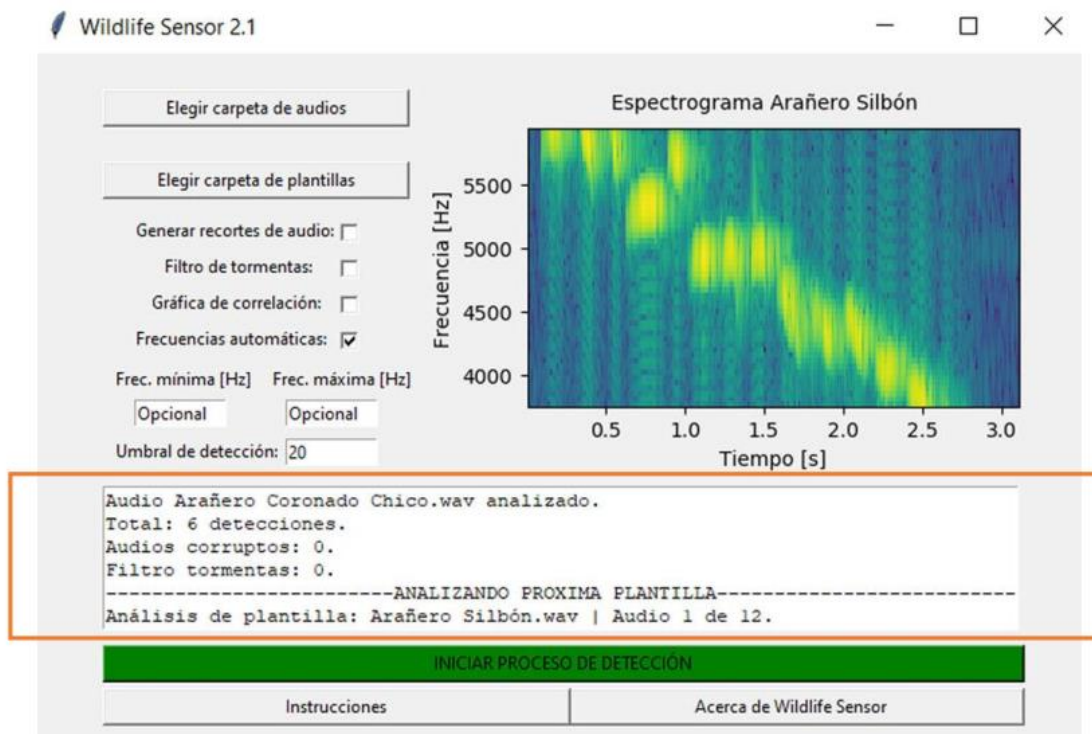 Wildlife Sensor 2.1
Elegir carpeta de audios
Elegir carpeta de plantillas
Generar recortes de audio:
Filtro de tormentas:
Gráfica de correlación:
Frecuencias automáticas:
Frec. mínima [Hz] Frec. máxima [Hz]
Opcional Opcional
Umbral de detección: 20
Espectrograma Arañero Silbón
Frecuencia [Hz]
5500
5000
4500
4000
0.5 1.0 1.5 2.0 2.5 3.0
Tiempo [s]
Audio Arañero Coronado Chico.wav analizado.
Total: 6 detecciones.
Audios corruptos: 0.
Filtro tormentas: 0.
-------------------------ANALIZANDO PROXIMA PLANTILLA--------------------------
Análisis de plantilla: Arañero Silbón.wav | Audio 1 de 12.
INICIAR PROCESO DE DETECCIÓN
Instrucciones Acerca de Wildlife Sensor